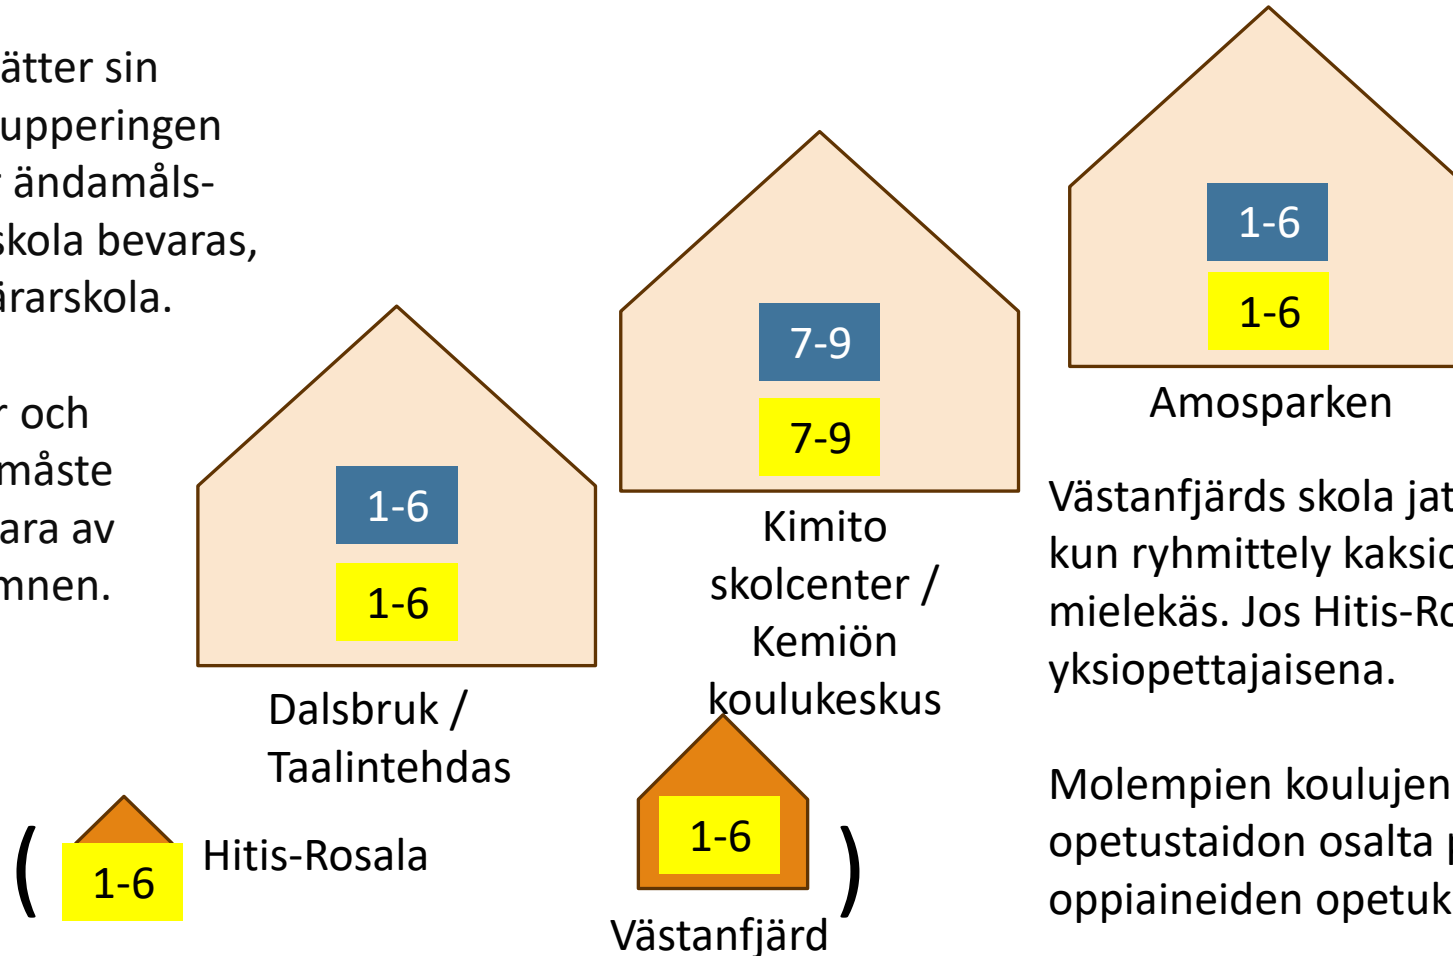 ätter sin
upperingen
ändamåls-
skola bevaras,
ärarskola.
r och
måste
ara av
mnen.
1-6
1-6
Dalsbruk /
Taalintehdas
7-9
7-9
Kimito
skolcenter /
Kemiön
koulukeskus
1-6
1-6
Amosparken
Västanfjärds skola jat
kun ryhmittely kaksio
mielekäs. Jos Hitis-Ro
yksiopettajaisena.
Molempien koulujen
opetustaidon osalta p
oppiaineiden opetuk
( 1-6 Hitis-Rosala
1-6 )
Västanfjärd